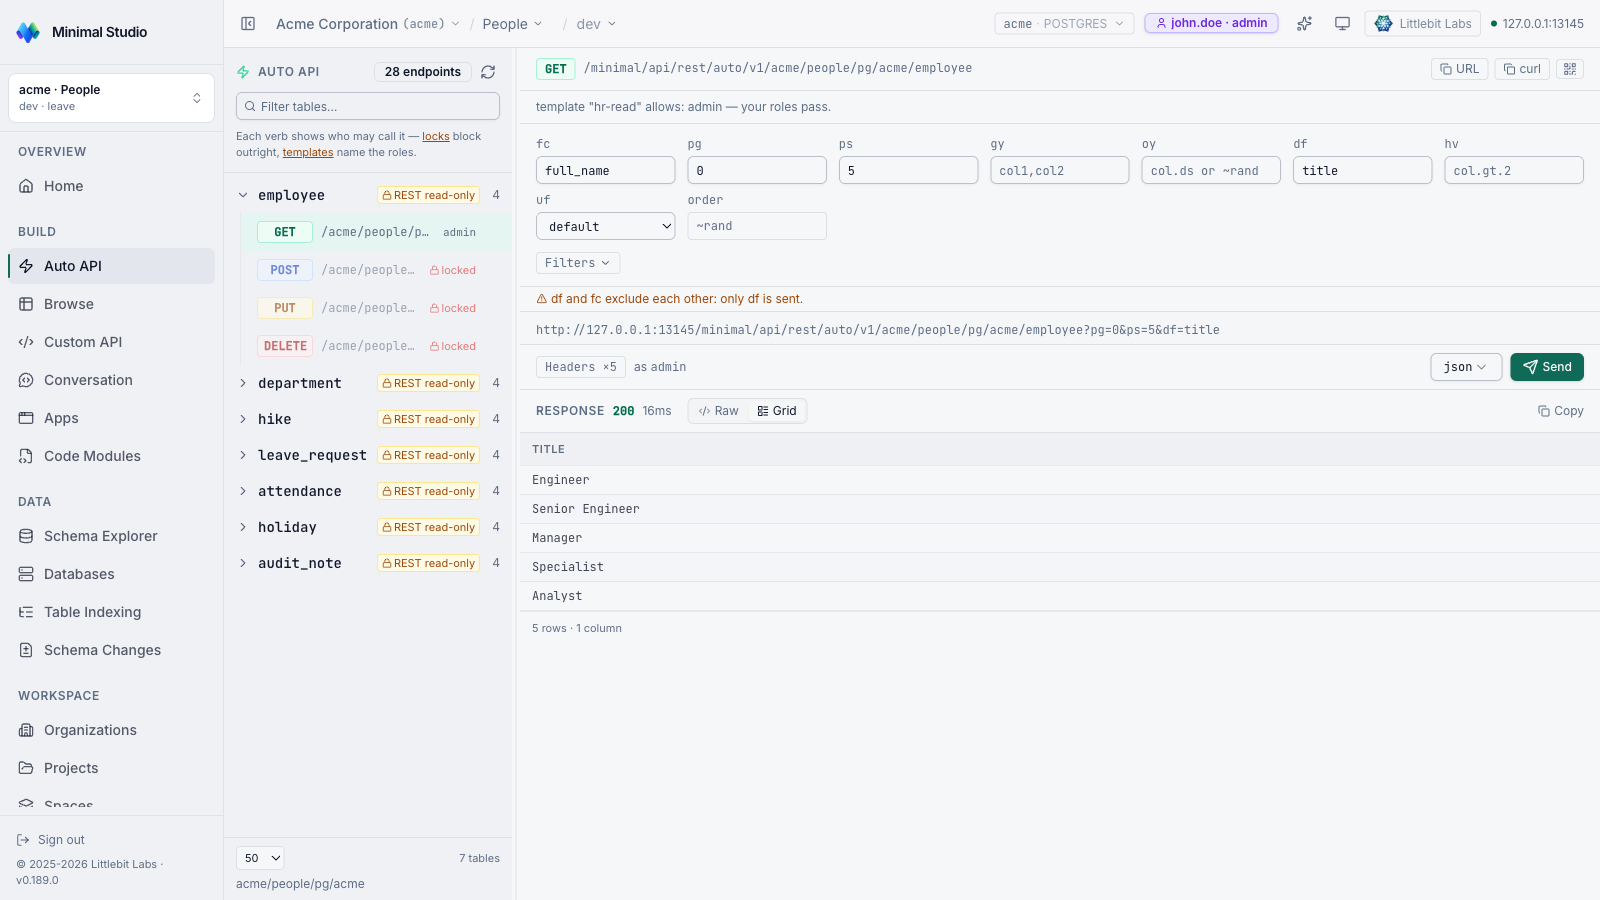 Minimal Studio
acme · People
dev · leave
OVERVIEW
Home
BUILD
Auto API
Browse
Custom API
Conversation
Apps
Code Modules
DATA
Schema Explorer
Databases
Table Indexing
Schema Changes
WORKSPACE
Organizations
Projects
Spaces
Sign out
© 2025-2026 Littlebit Labs ·
v0.189.0
Acme Corporation (acme) / People / dev
acme · POSTGRES
john.doe · admin
Littlebit Labs
127.0.0.1:13145
AUTO API
28 endpoints
Filter tables...
Each verb shows who may call it — locks block
outright, templates name the roles.
employee REST read-only 4
GET /acme/people/p… admin
POST /acme/people… locked
PUT /acme/people… locked
DELETE /acme/people… locked
department REST read-only 4
hike REST read-only 4
leave_request REST read-only 4
attendance REST read-only 4
holiday REST read-only 4
audit_note REST read-only 4
50
7 tables
acme/people/pg/acme
GET /minimal/api/rest/auto/v1/acme/people/pg/acme/employee
URL
curl
template "hr-read" allows: admin — your roles pass.
fc pg ps gy oy df hv
full_name 0 5 col1,col2 col.ds or ~rand title col.gt.2
uf order
default ~rand
Filters
df and fc exclude each other: only df is sent.
http://127.0.0.1:13145/minimal/api/rest/auto/v1/acme/people/pg/acme/employee?pg=0&ps=5&df=title
Headers ×5 as admin
json
Send
RESPONSE 200 16ms
Raw
Grid
Copy
TITLE
Engineer
Senior Engineer
Manager
Specialist
Analyst
5 rows · 1 column